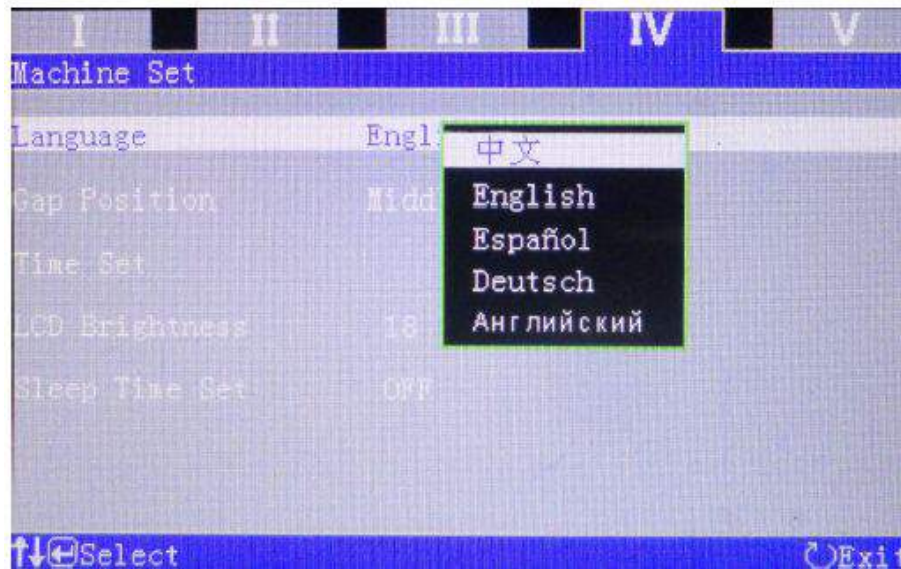 I II III IV V
Machine Set
Language Engl
中文
English
Español
Deutsch
Английский
Gap Position Midd
Time Set
LCD Brightness 18
Sleep Time Set OFF
↑↓Select Exit